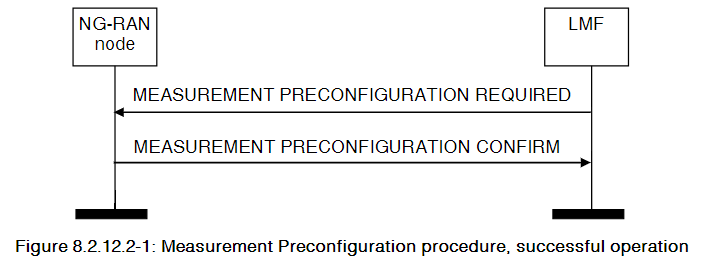 NG-RAN
node
LMF
MEASUREMENT PRECONFIGURATION REQUIRED
MEASUREMENT PRECONFIGURATION CONFIRM
Figure 8.2.12.2-1: Measurement Preconfiguration procedure, successful operation